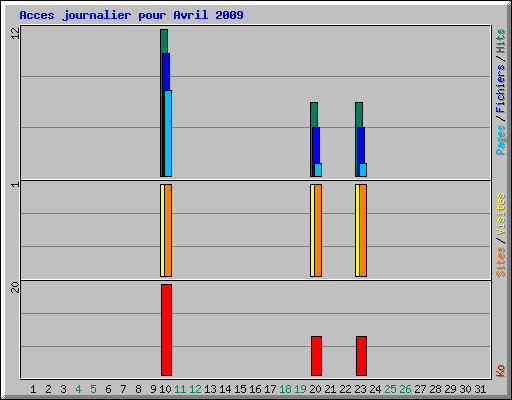 Acces journalier pour Avril 2009
12
1
20
Pages / Fichiers / Hits
Sites / Visites
Ko
1 2 3 4 5 6 7 8 9 10 11 12 13 14 15 16 17 18 19 20 21 22 23 24 25 26 27 28 29 30 31